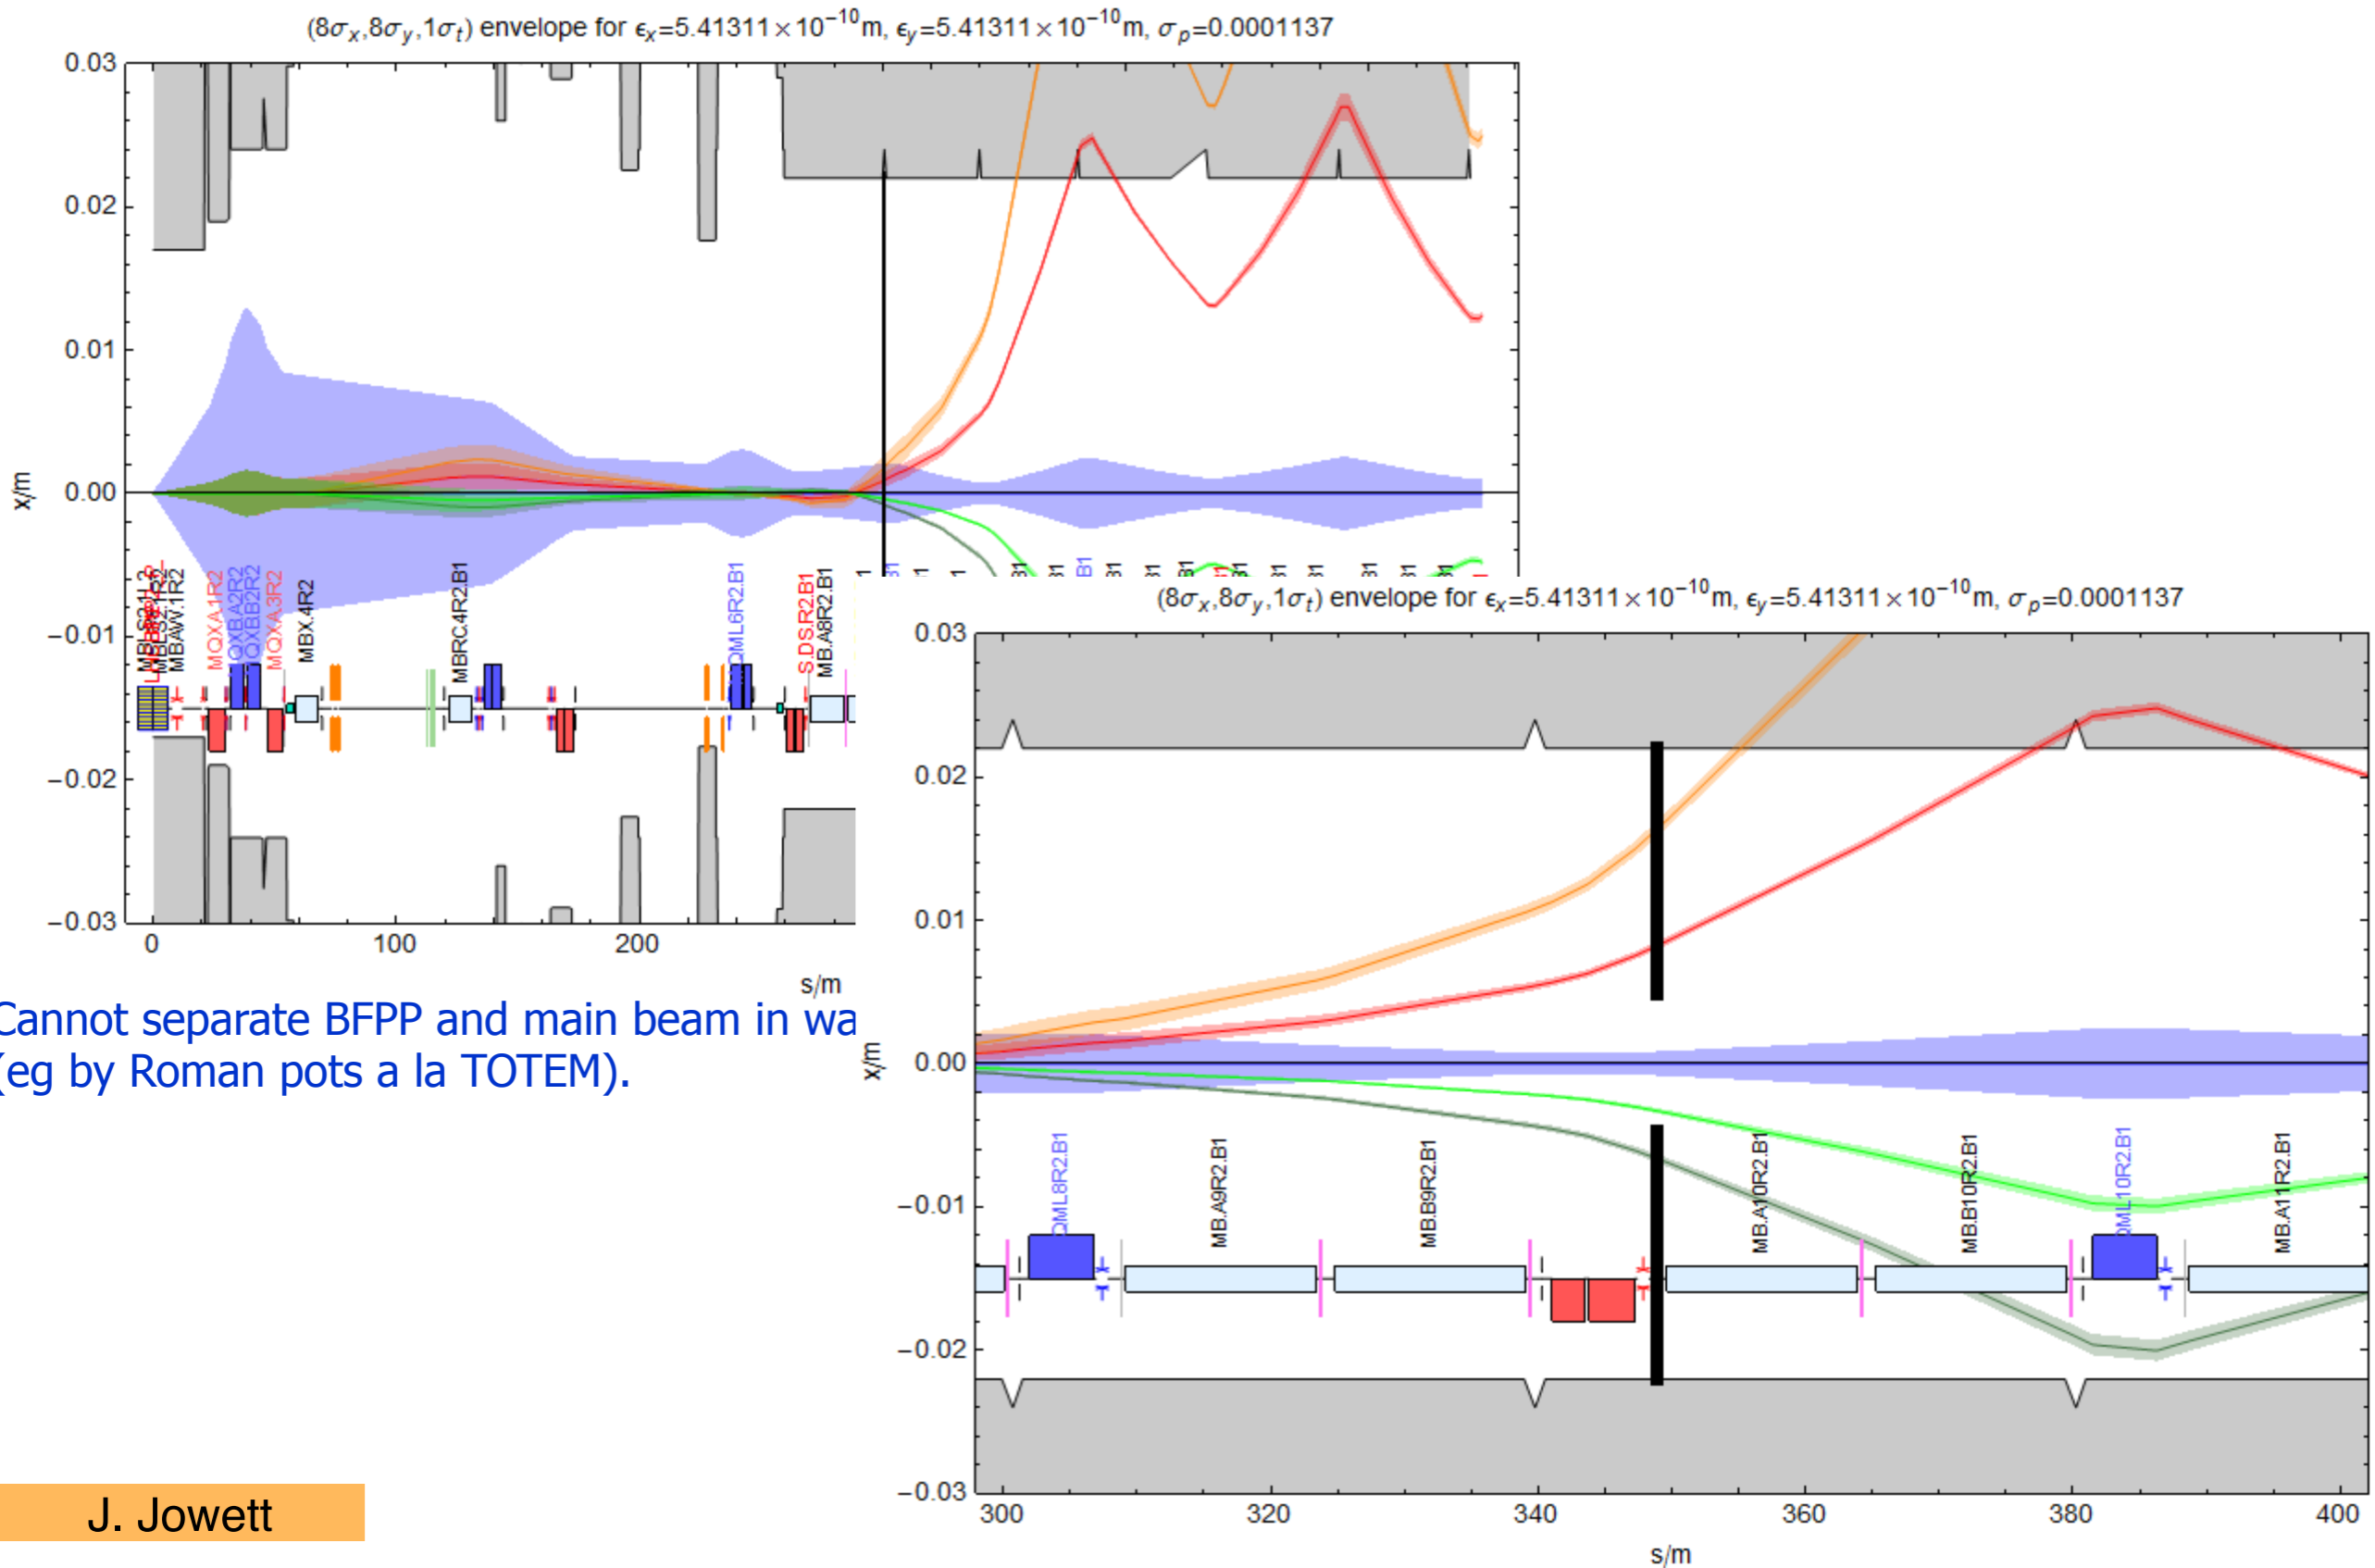 (8σx,8σy,1σt) envelope for ϵx=5.41311×10−10m, ϵy=5.41311×10−10m, σp=0.0001137
0.03
0.02
0.01
0.00
−0.01
−0.02
−0.03
x/m
0
100
200
s/m
MBAW.1R2
MQXA.1R2
MQXA.3R2
MBX.4R2
MBRC.4R2.B1
QML6R2.B1
S.DS.R2.B1
MB.A8R2.B1
Cannot separate BFPP and main beam in wa
(eg by Roman pots a la TOTEM).
(8σx,8σy,1σt) envelope for ϵx=5.41311×10−10m, ϵy=5.41311×10−10m, σp=0.0001137
0.03
0.02
0.01
0.00
−0.01
−0.02
−0.03
x/m
QML8R2.B1
MB.A9R2.B1
MB.B9R2.B1
MB.A10R2.B1
MB.B10R2.B1
QML10R2.B1
MB.A11R2.B1
300
320
340
360
380
400
s/m
J. Jowett